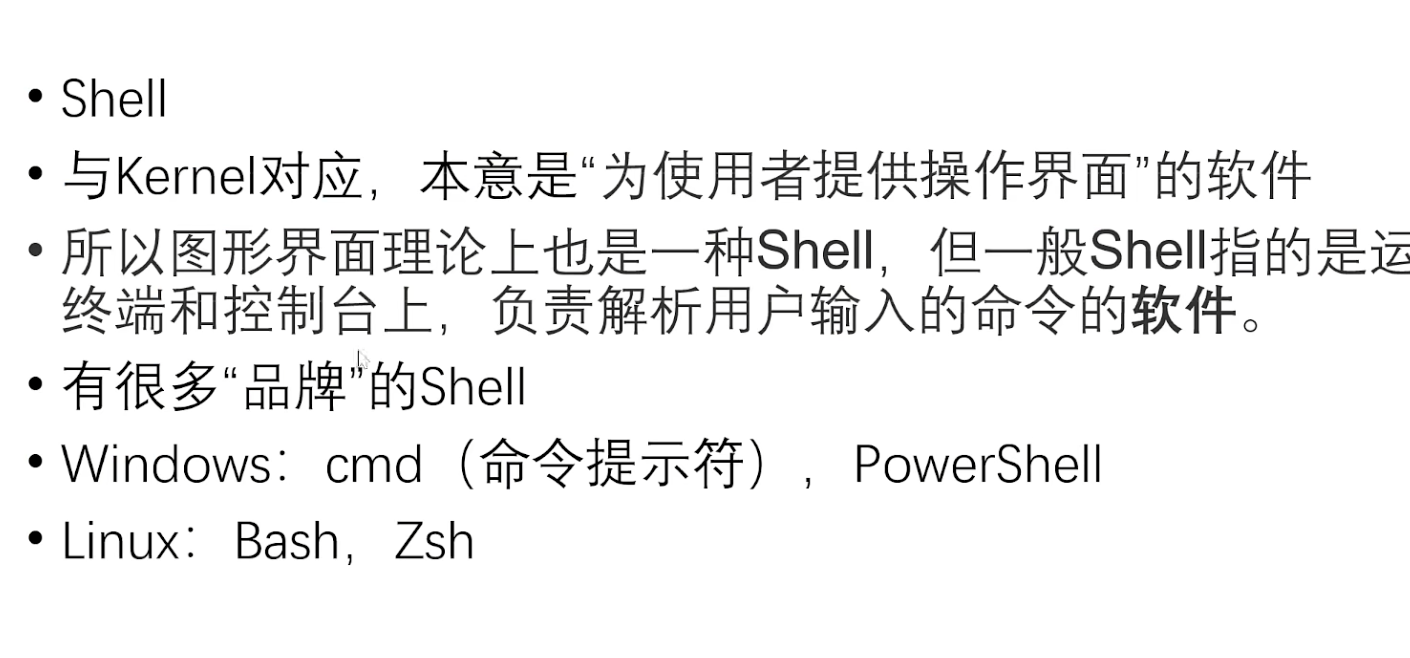 • Shell
• 与Kernel对应，本意是“为使用者提供操作界面”的软件
• 所以图形界面理论上也是一种Shell，但一般Shell指的是运
终端和控制台上，负责解析用户输入的命令的软件。
• 有很多“品牌”的Shell
• Windows：cmd（命令提示符），PowerShell
• Linux：Bash，Zsh